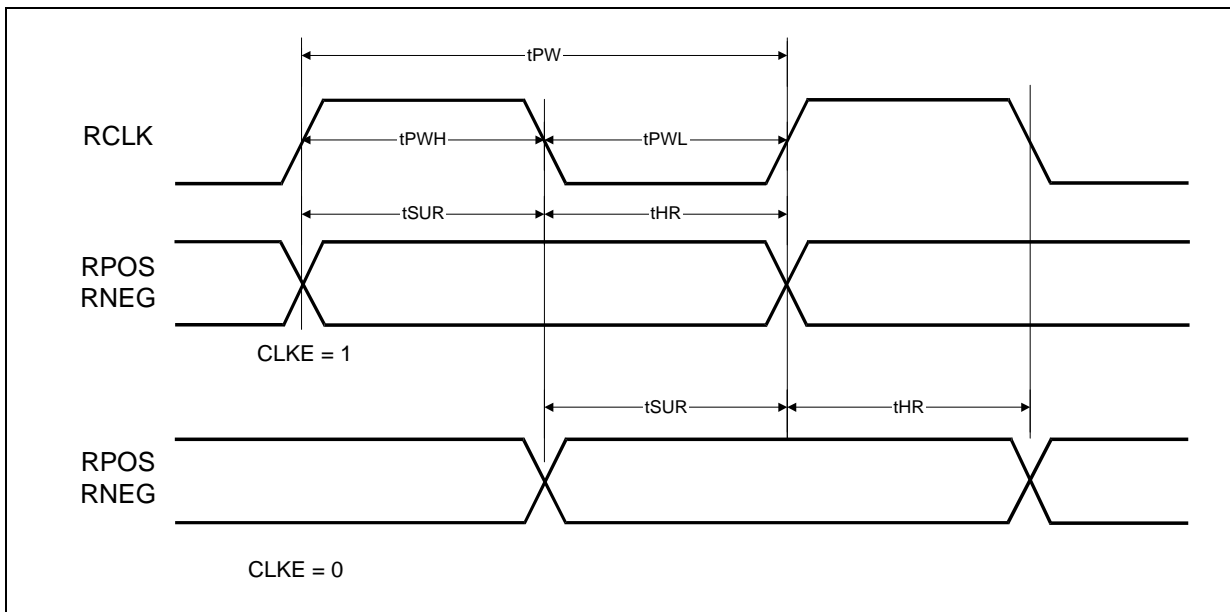 tPW
RCLK
tPWH
tPWL
tSUR
tHR
RPOS
RNEG
CLKE = 1
tSUR
tHR
RPOS
RNEG
CLKE = 0